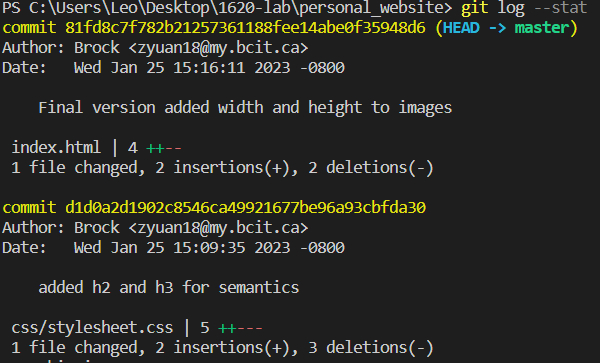 PS C:\Users\Leo\Desktop\1620-lab\personal_website> git log --stat
commit 81fd8c7f782b21257361188fee14abe0f35948d6 (HEAD -> master)
Author: Brock <zyuan18@my.bcit.ca>
Date:   Wed Jan 25 15:16:11 2023 -0800
    Final version added width and height to images
 index.html | 4 ++--
 1 file changed, 2 insertions(+), 2 deletions(-)
commit d1d0a2d1902c8546ca49921677be96a93cbfda30
Author: Brock <zyuan18@my.bcit.ca>
Date:   Wed Jan 25 15:09:35 2023 -0800
    added h2 and h3 for semantics
 css/stylesheet.css | 5 ++---
 1 file changed, 2 insertions(+), 3 deletions(-)